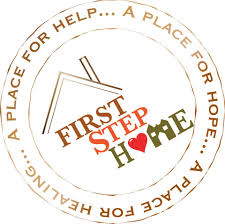 A PLACE FOR HELP... A PLACE FOR HOPE... A PLACE FOR HEALING...
FIRST
STEP
HOME